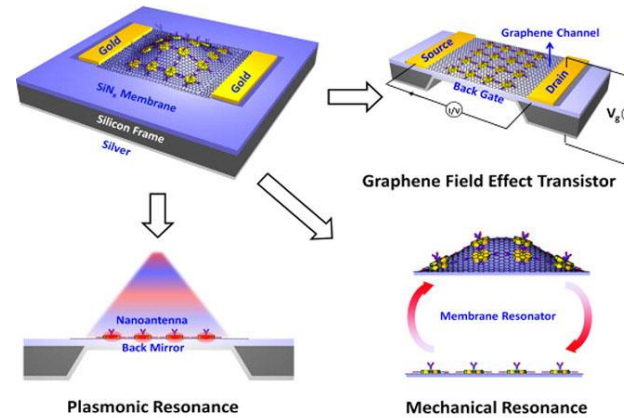 Gold
Gold
SiNx Membrane
Silicon Frame
Silver
Source
Graphene Channel
Drain
Back Gate
I/V
Vg
Graphene Field Effect Transistor
Nanoantenna
Back Mirror
Plasmonic Resonance
Membrane Resonator
Mechanical Resonance